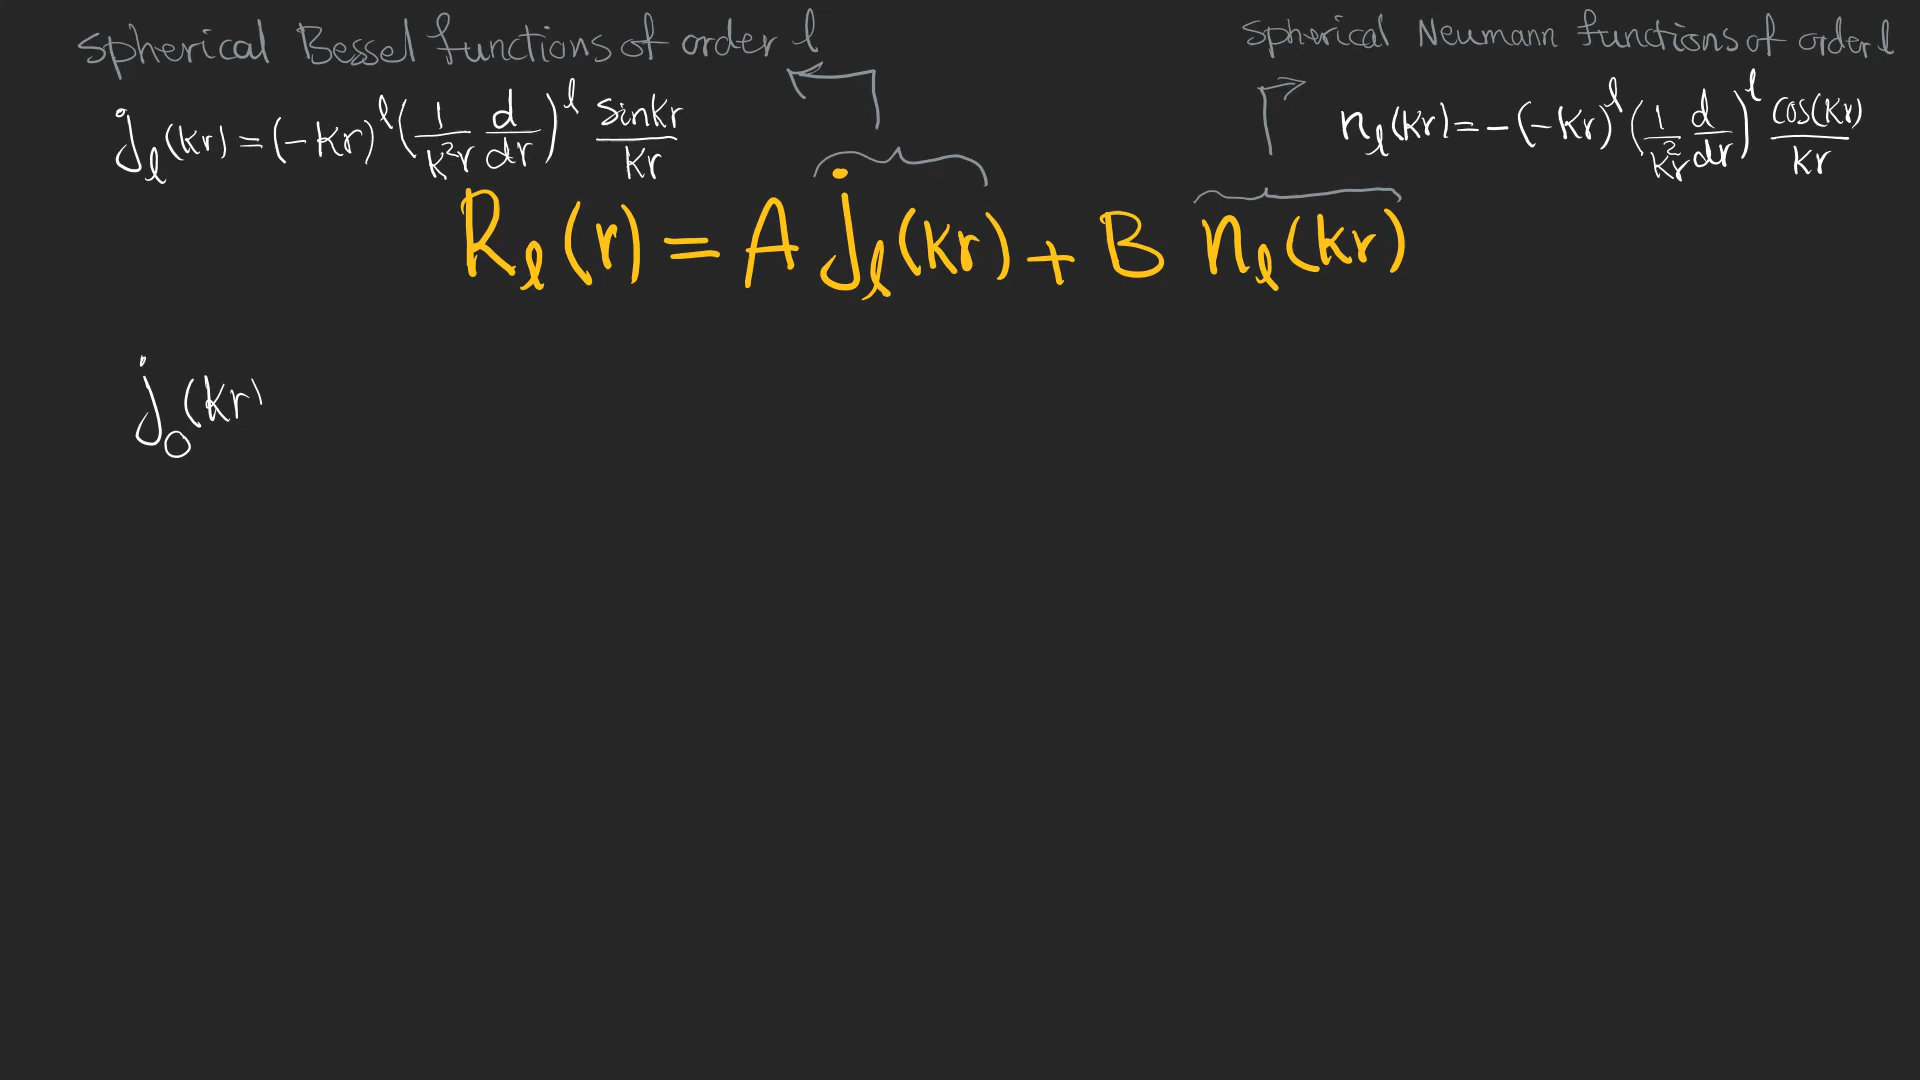 Spherical Bessel functions of order l
Spherical Neumann functions of order l
j_l(kr) = (-kr)^l (1/(k²r) d/dr)^l sinkr/kr
n_l(kr) = -(-kr)^l (1/(k²r) d/dr)^l cos(kr)/kr
R_l(r) = A j_l(kr) + B n_l(kr)
j_0(kr)